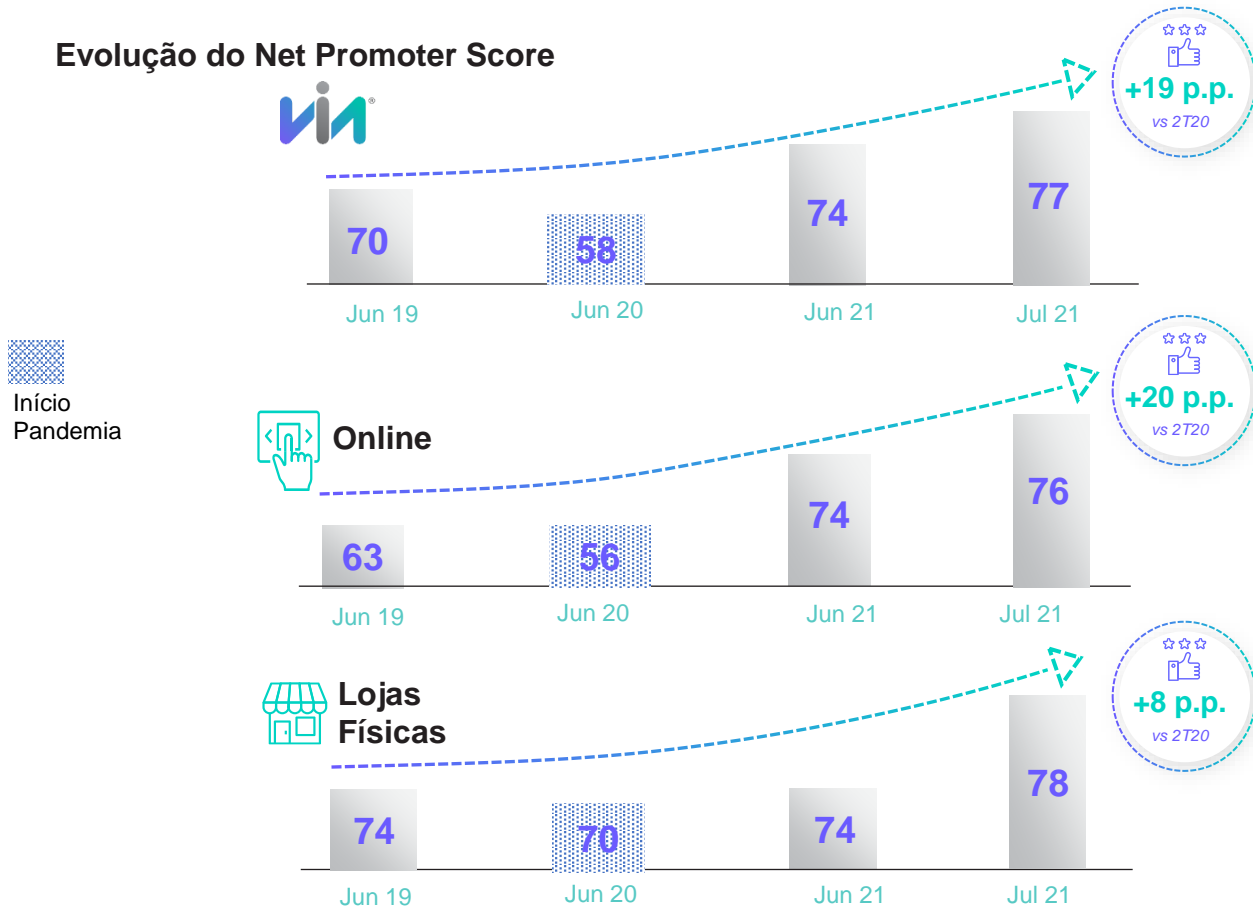 Evolução do Net Promoter Score
VIA®
+19 p.p.
vs 2T20
70
58
74
77
Jun 19
Jun 20
Jun 21
Jul 21
Início
Pandemia
Online
+20 p.p.
vs 2T20
63
56
74
76
Jun 19
Jun 20
Jun 21
Jul 21
Lojas
Físicas
+8 p.p.
vs 2T20
74
70
74
78
Jun 19
Jun 20
Jun 21
Jul 21